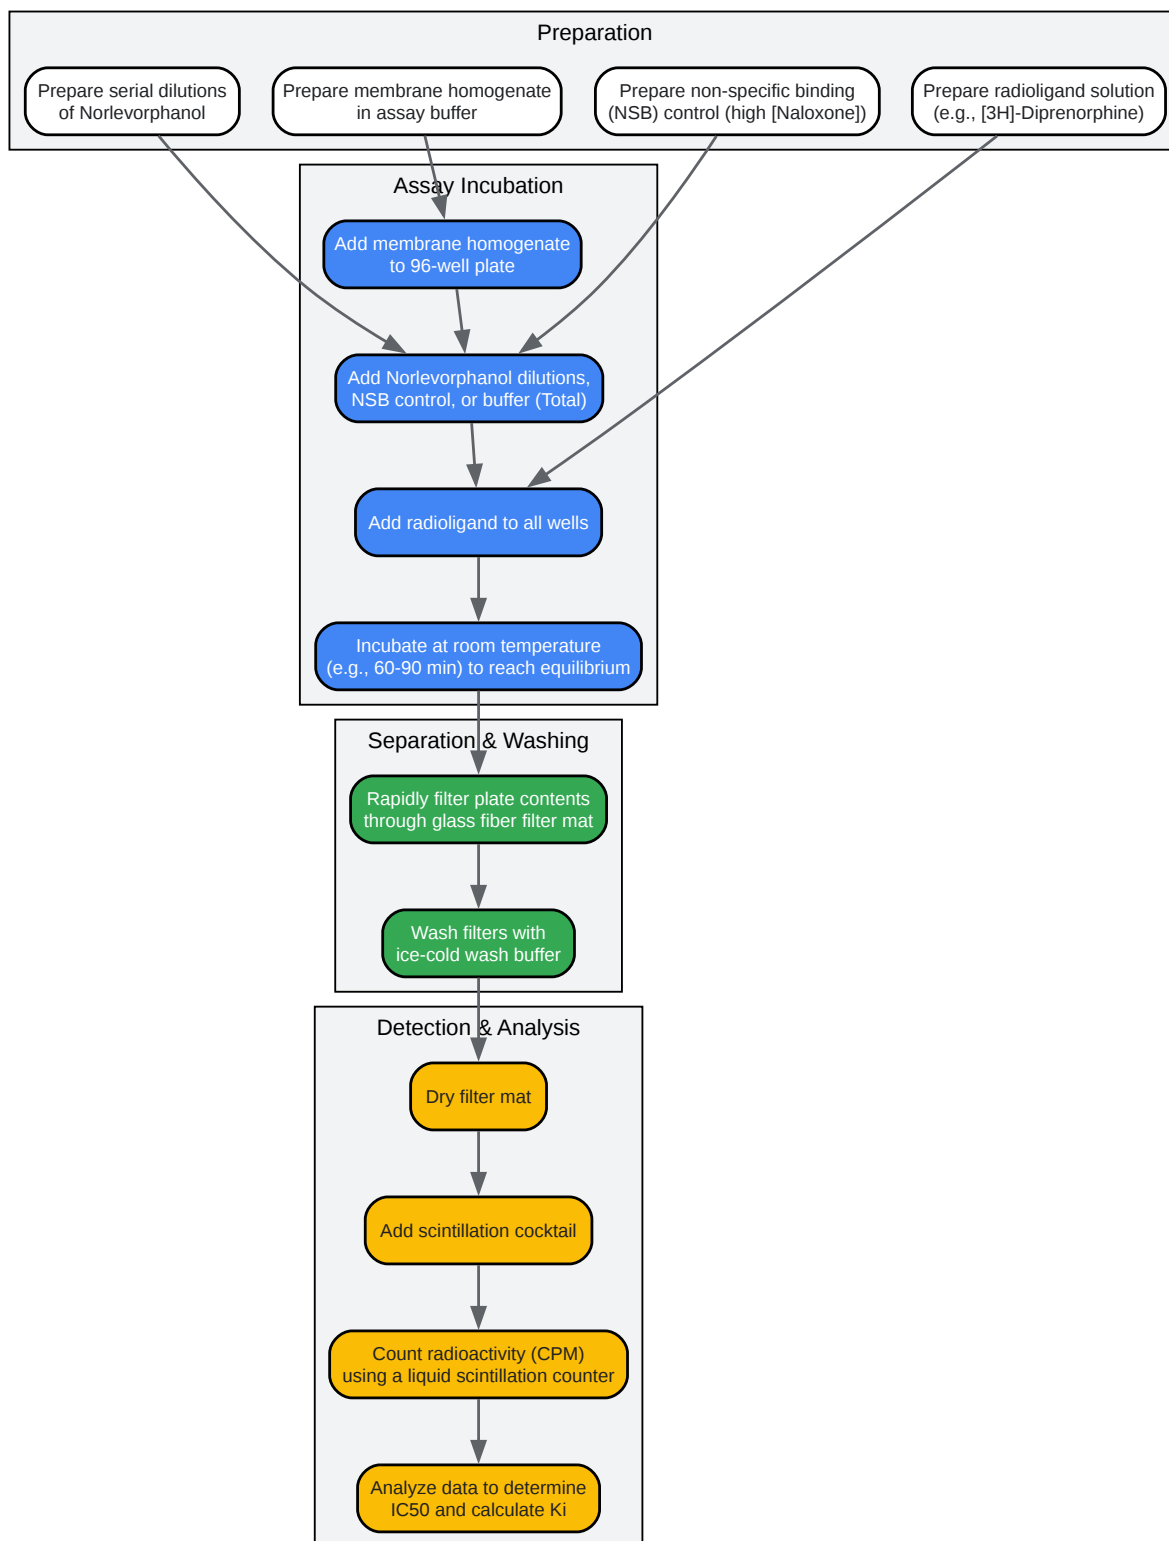 Preparation
Prepare serial dilutions
of Norlevorphanol
Prepare membrane homogenate
in assay buffer
Prepare non-specific binding
(NSB) control (high [Naloxone])
Prepare radioligand solution
(e.g., [3H]-Diprenorphine)
Assay Incubation
Add membrane homogenate
to 96-well plate
Add Norlevorphanol dilutions,
NSB control, or buffer (Total)
Add radioligand to all wells
Incubate at room temperature
(e.g., 60-90 min) to reach equilibrium
Separation & Washing
Rapidly filter plate contents
through glass fiber filter mat
Wash filters with
ice-cold wash buffer
Detection & Analysis
Dry filter mat
Add scintillation cocktail
Count radioactivity (CPM)
using a liquid scintillation counter
Analyze data to determine
IC50 and calculate Ki